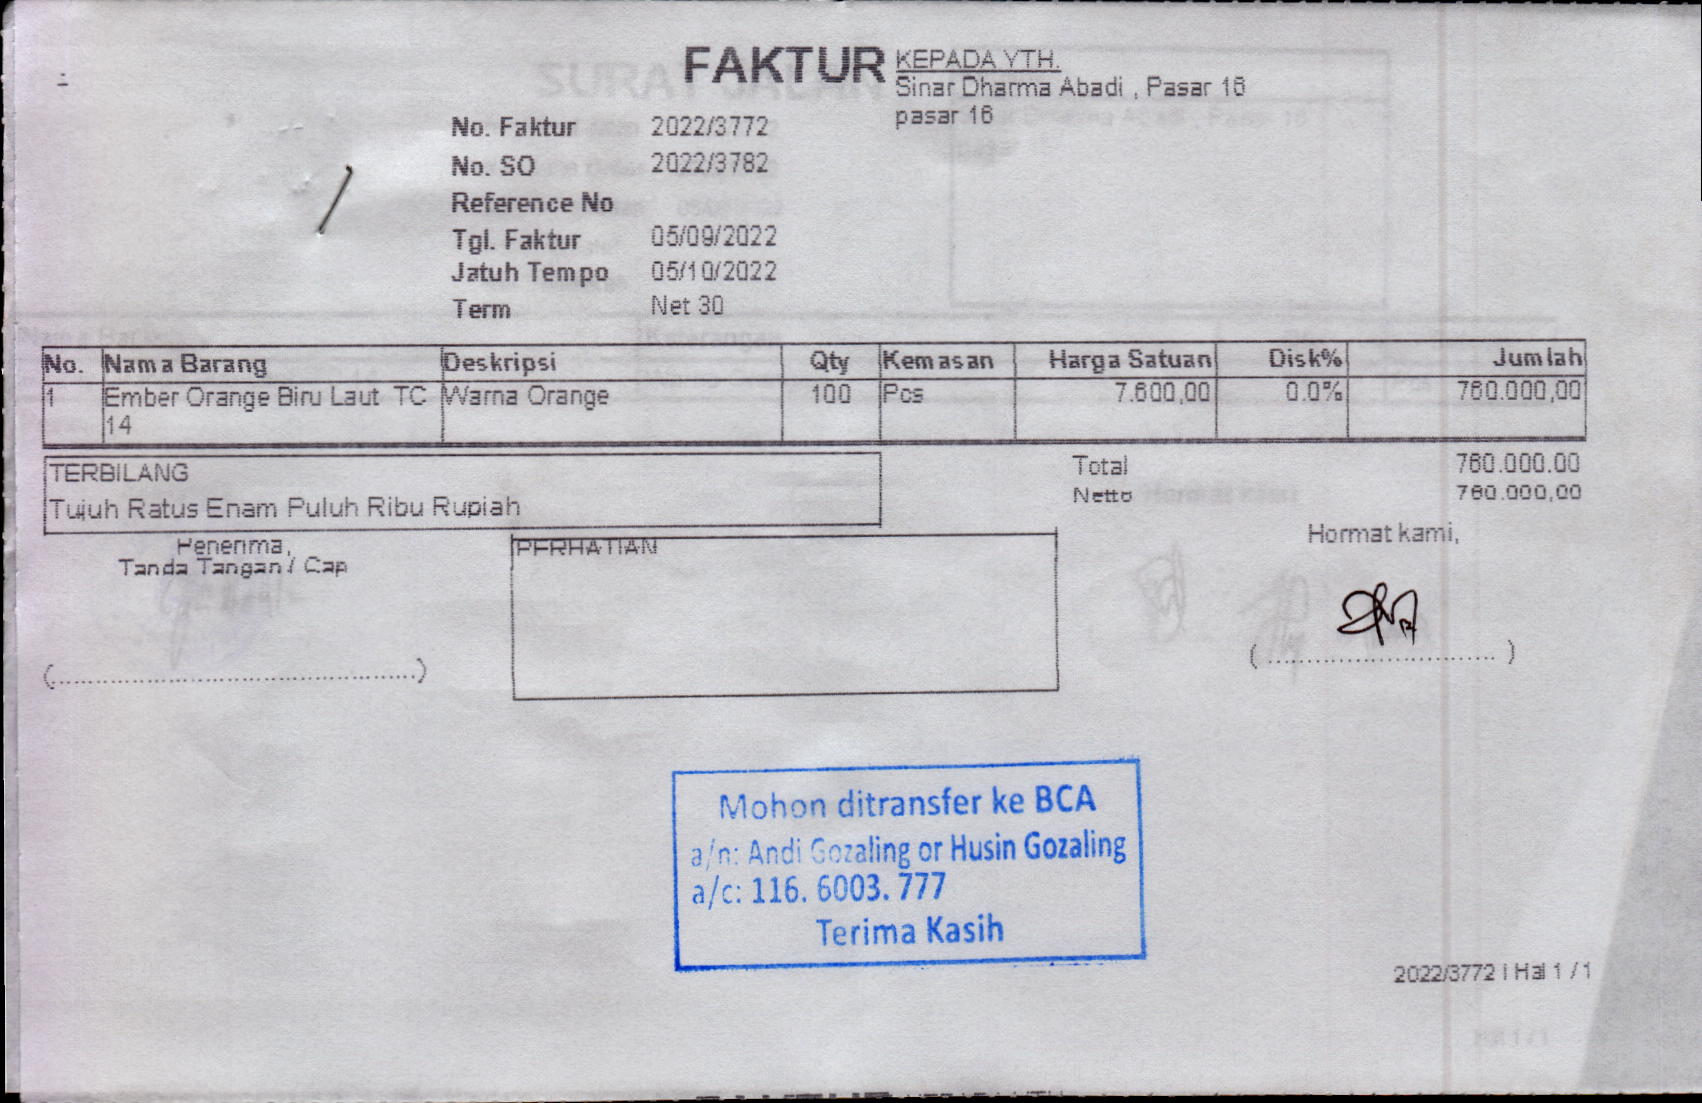 FAKTUR
KEPADA YTH.
Sinar Dharma Abadi , Pasar 16
pasar 16
No. Faktur 2022/3772
No. SO 2022/3782
Reference No
Tgl. Faktur 05/09/2022
Jatuh Tempo 05/10/2022
Term Net 30
No. Nama Barang Deskripsi Qty Kemasan Harga Satuan Disk% Jumlah
1 Ember Orange Biru Laut TC Warna Orange 100 Pcs 7.600,00 0.0% 760.000,00
14
TERBILANG
Tujuh Ratus Enam Puluh Ribu Rupiah
Total 760.000.00
Netto 760.000,00
Penerima,
Tanda Tangan / Cap
PERHATIAN
Hormat kami,
(..............................................)
( ............................. )
Mohon ditransfer ke BCA
a/n: Andi Gozaling or Husin Gozaling
a/c: 116. 6003. 777
Terima Kasih
2022/3772 | Hal 1 / 1